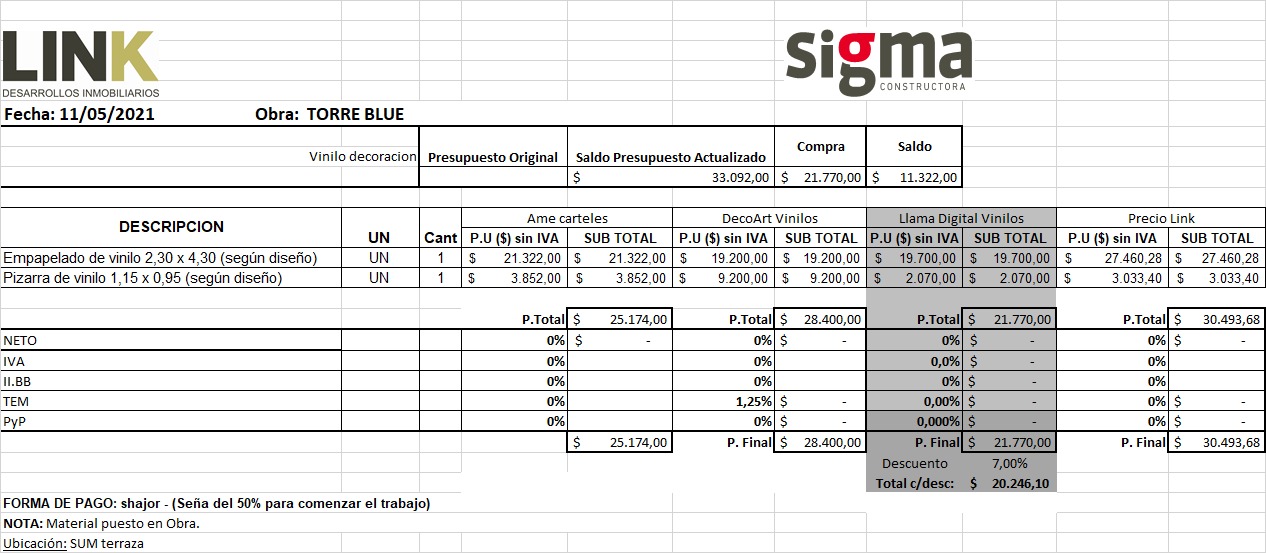 LINK
DESARROLLOS INMOBILIARIOS
sigma
CONSTRUCTORA
Fecha: 11/05/2021 Obra: TORRE BLUE
Vinilo decoracion Presupuesto Original Saldo Presupuesto Actualizado Compra Saldo
$ 33.092,00 $ 21.770,00 $ 11.322,00
DESCRIPCION UN Cant Ame carteles DecoArt Vinilos Llama Digital Vinilos Precio Link
P.U ($) sin IVA SUB TOTAL P.U ($) sin IVA SUB TOTAL P.U ($) sin IVA SUB TOTAL P.U ($) sin IVA SUB TOTAL
Empapelado de vinilo 2,30 x 4,30 (según diseño) UN 1 $ 21.322,00 $ 21.322,00 $ 19.200,00 $ 19.200,00 $ 19.700,00 $ 19.700,00 $ 27.460,28 $ 27.460,28
Pizarra de vinilo 1,15 x 0,95 (según diseño) UN 1 $ 3.852,00 $ 3.852,00 $ 9.200,00 $ 9.200,00 $ 2.070,00 $ 2.070,00 $ 3.033,40 $ 3.033,40
P.Total $ 25.174,00 P.Total $ 28.400,00 P.Total $ 21.770,00 P.Total $ 30.493,68
NETO 0% $ - 0% $ - 0% $ - 0% $ -
IVA 0% 0% 0,0% $ - 0%
II.BB 0% 0% 0% $ - 0%
TEM 0% 1,25% $ - 0,00% $ - 0% $ -
PyP 0% 0% $ - 0,000% $ - 0% $ -
$ 25.174,00 P. Final $ 28.400,00 P. Final $ 21.770,00 P. Final $ 30.493,68
Descuento 7,00%
Total c/desc: $ 20.246,10
FORMA DE PAGO: shajor - (Seña del 50% para comenzar el trabajo)
NOTA: Material puesto en Obra.
Ubicación: SUM terraza